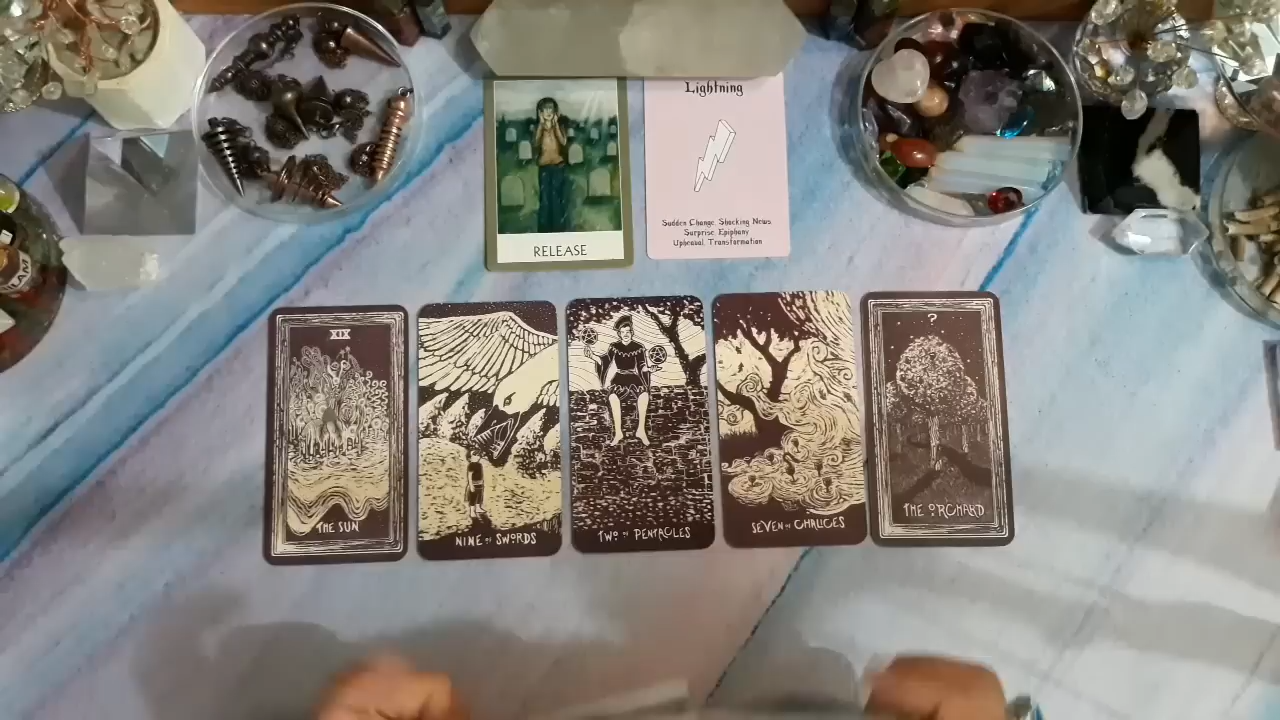 Lightning
Sudden Change Shocking News
Surprise Epiphany
Upheaval Transformation
RELEASE
XIX
THE SUN
NINE OF SWORDS
TWO OF PENTACLES
SEVEN OF CHALICES
?
THE ORCHARD